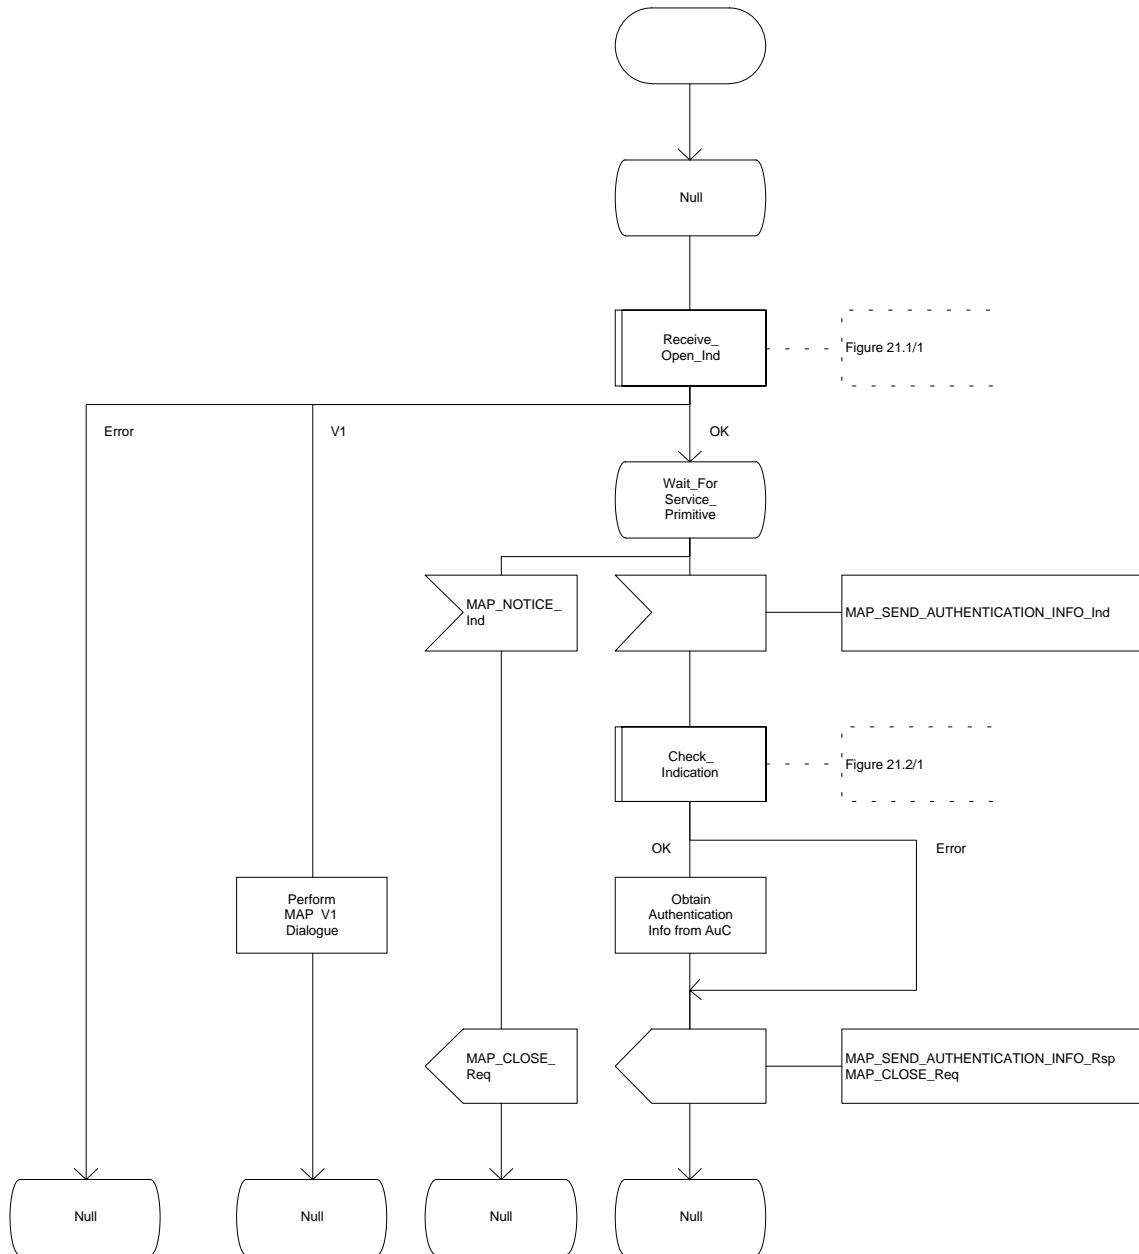 Null
Receive_
Open_Ind
Figure 21.1/1
Error
V1
OK
Wait_For
Service_
Primitive
MAP_NOTICE_
Ind
MAP_SEND_AUTHENTICATION_INFO_Ind
Check_
Indication
Figure 21.2/1
OK
Error
Perform
MAP V1
Dialogue
Obtain
Authentication
Info from AuC
MAP_CLOSE_
Req
MAP_SEND_AUTHENTICATION_INFO_Rsp
MAP_CLOSE_Req
Null
Null
Null
Null